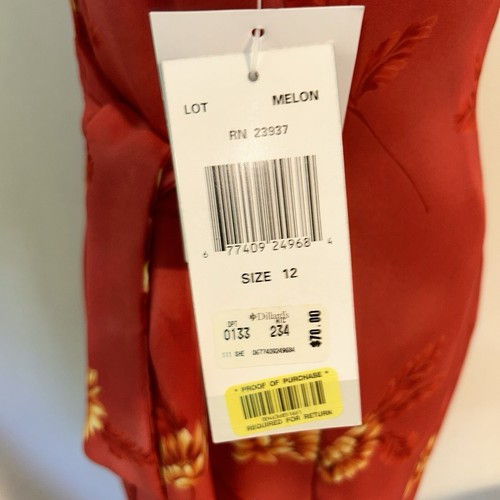 LOT MELON
RN 23937
6 77409 24968 4
SIZE 12
Dillard's
DPT MIC
0133 234
$70.00
* PROOF OF PURCHASE *
REQUIRED FOR RETURN